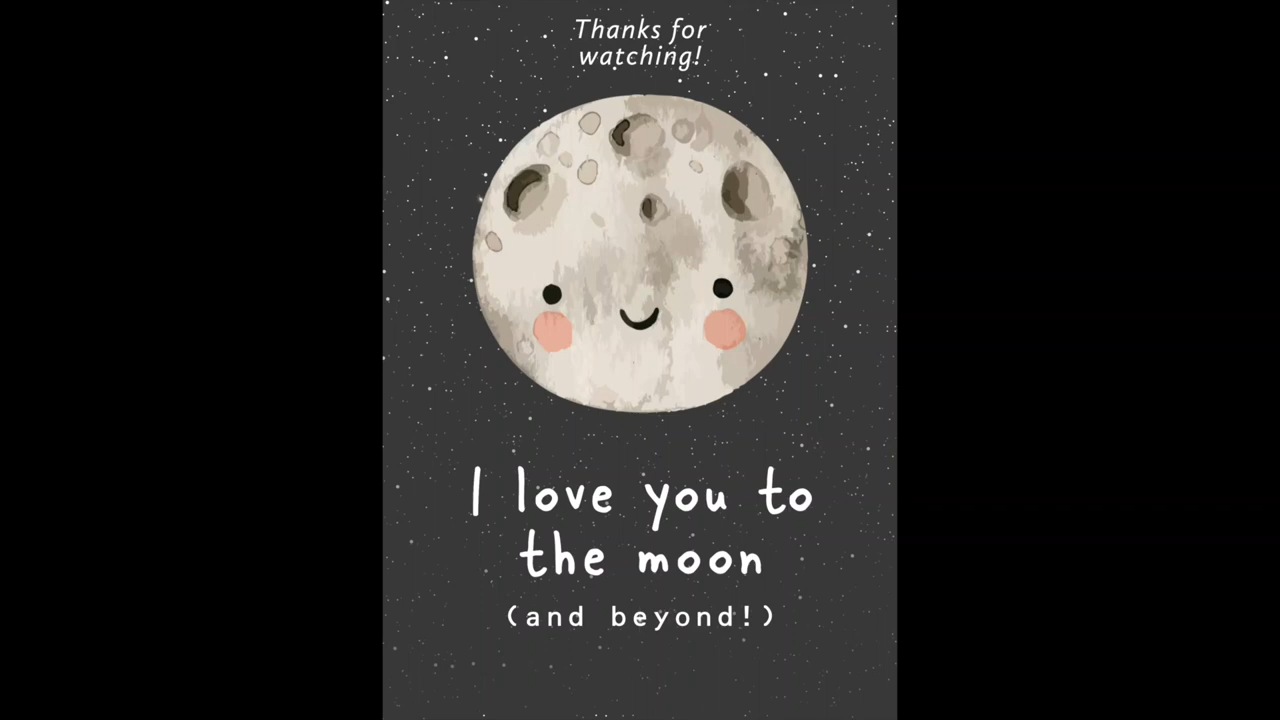 Thanks for
watching!
I love you to
the moon
(and beyond!)